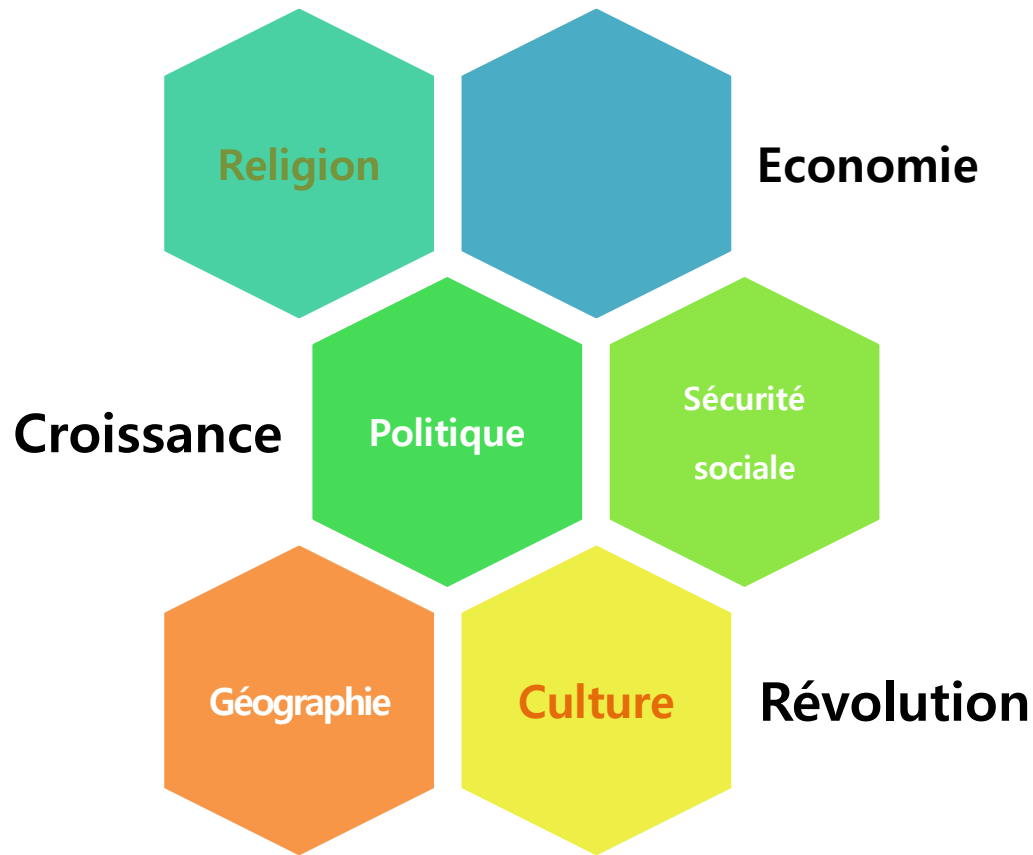 Religion
Economie
Croissance
Politique
Sécurité
sociale
Géographie
Culture
Révolution